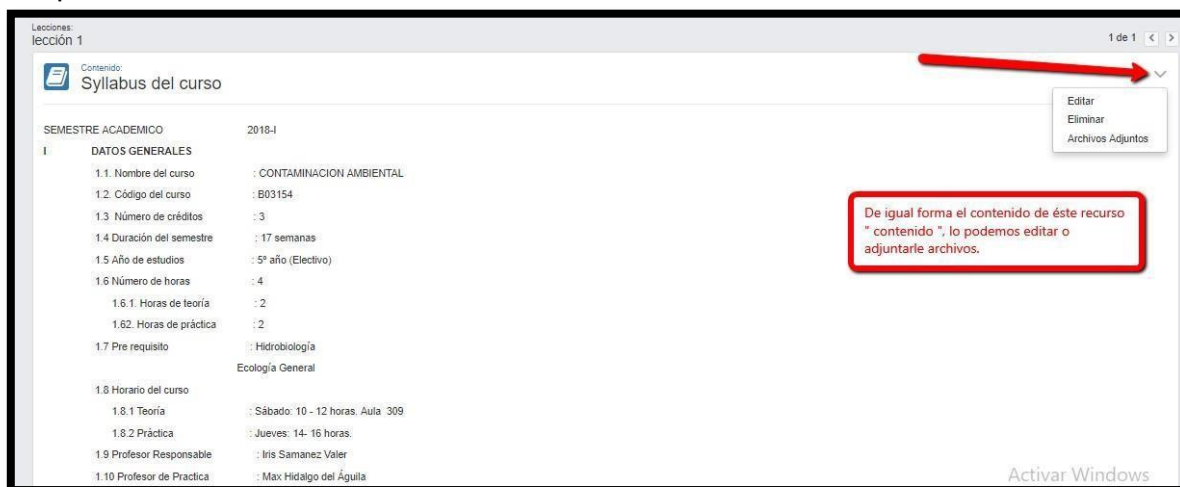 Lecciones:
lección 1
1 de 1
Contenido:
Syllabus del curso
Editar
Eliminar
Archivos Adjuntos
SEMESTRE ACADEMICO 2018-I
I DATOS GENERALES
1.1. Nombre del curso : CONTAMINACION AMBIENTAL
1.2. Código del curso : B03154
1.3 Número de créditos : 3
1.4 Duración del semestre : 17 semanas
1.5 Año de estudios : 5º año (Electivo)
1.6 Número de horas : 4
1.6.1. Horas de teoría : 2
1.62. Horas de práctica : 2
1.7 Pre requisito : Hidrobiología
Ecología General
1.8 Horario del curso
1.8.1 Teoría : Sábado: 10 - 12 horas. Aula 309
1.8.2 Práctica : Jueves: 14- 16 horas.
1.9 Profesor Responsable : Iris Samanez Valer
1.10 Profesor de Practica : Max Hidalgo del Águila
De igual forma el contenido de éste recurso
" contenido ", lo podemos editar o
adjuntarle archivos.
Activar Windows